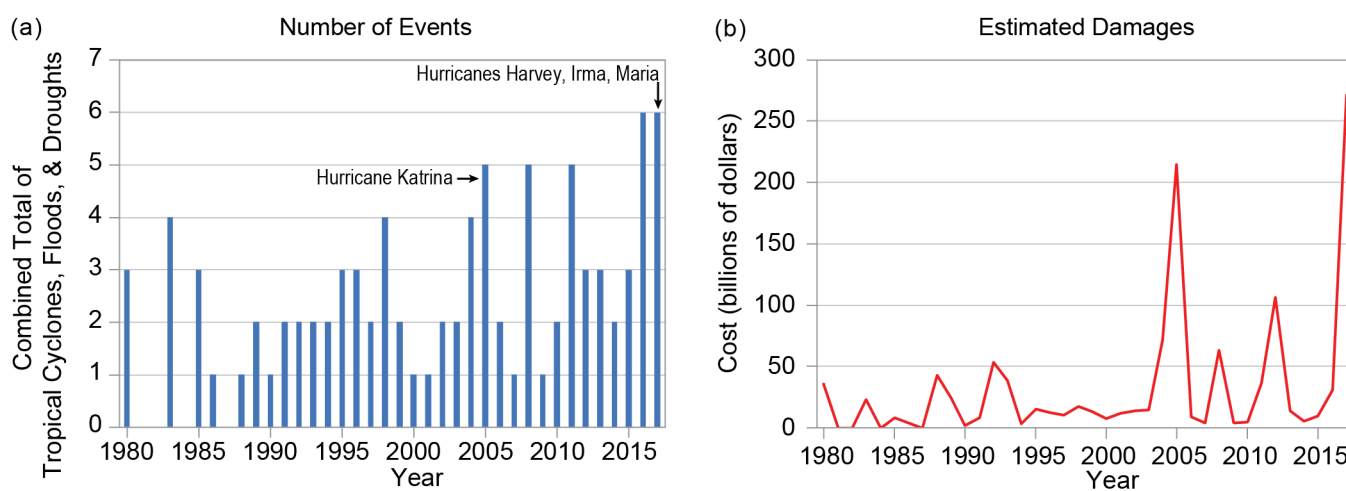 (a)
Number of Events
Combined Total of
Tropical Cyclones, Floods, & Droughts
7
6
5
4
3
2
1
0
Hurricanes Harvey, Irma, Maria
Hurricane Katrina
1980 1985 1990 1995 2000 2005 2010 2015
Year
(b)
Estimated Damages
Cost (billions of dollars)
300
250
200
150
100
50
0
1980 1985 1990 1995 2000 2005 2010 2015
Year